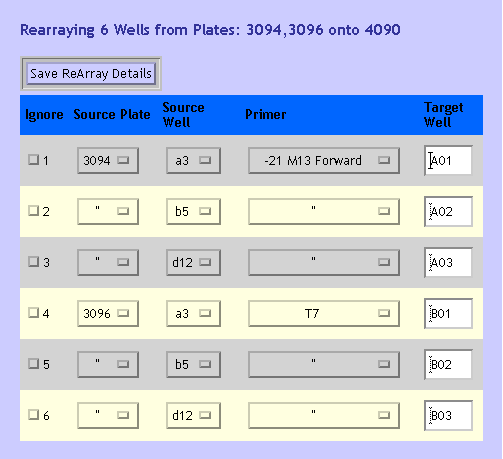 Rearraying 6 Wells from Plates: 3094,3096 onto 4090
Save ReArray Details
Ignore Source Plate Source Well Primer Target Well
1 3094 a3 -21 M13 Forward A01
2 " b5 " A02
3 " d12 " A03
4 3096 a3 T7 B01
5 " b5 " B02
6 " d12 " B03